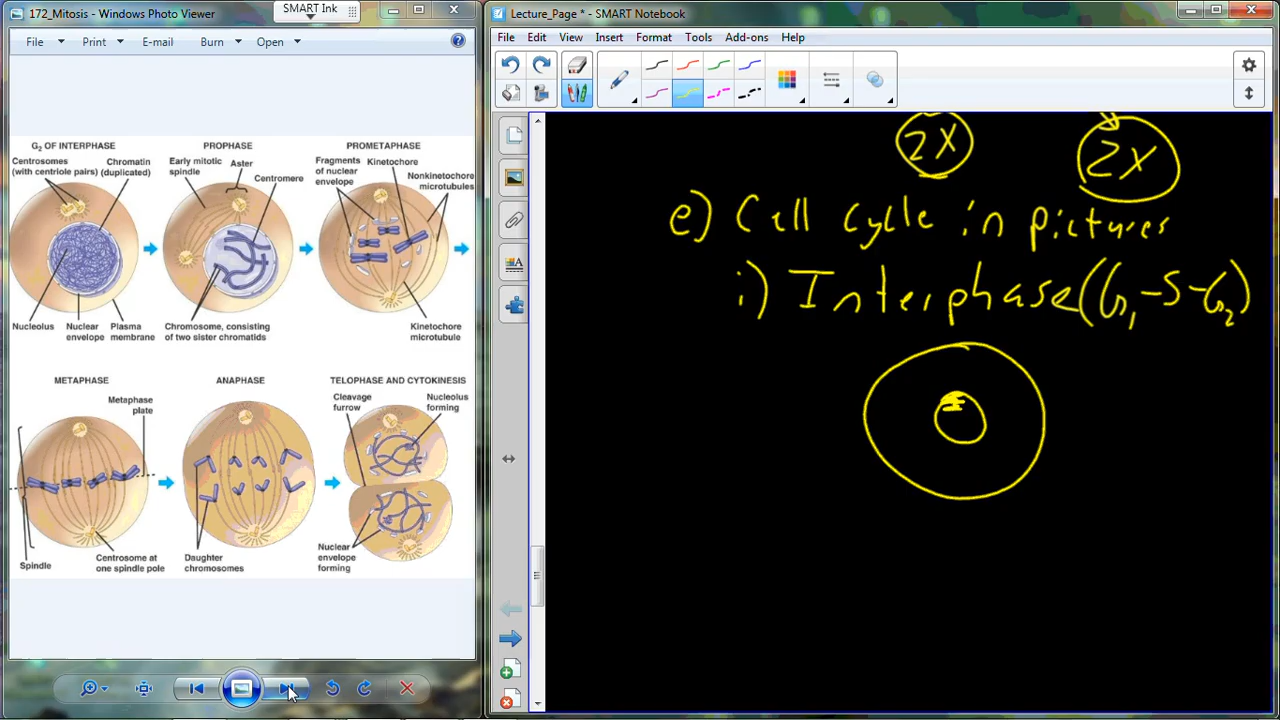 172_Mitosis - Windows Photo Viewer
SMART Ink
File Print E-mail Burn Open
G2 OF INTERPHASE
PROPHASE
PROMETAPHASE
Centrosomes
(with centriole pairs)
Chromatin
(duplicated)
Early mitotic
spindle
Aster
Centromere
Fragments
of nuclear
envelope
Kinetochore
Nonkinetochore
microtubules
Nucleolus
Nuclear
envelope
Plasma
membrane
Chromosome, consisting
of two sister chromatids
Kinetochore
microtubule
METAPHASE
ANAPHASE
TELOPHASE AND CYTOKINESIS
Metaphase
plate
Cleavage
furrow
Nucleolus
forming
Spindle
Centrosome at
one spindle pole
Daughter
chromosomes
Nuclear
envelope
forming
Lecture_Page * - SMART Notebook
File Edit View Insert Format Tools Add-ons Help
2X 2X
e) Cell cycle in pictures
i) Interphase (G1-S-G2)